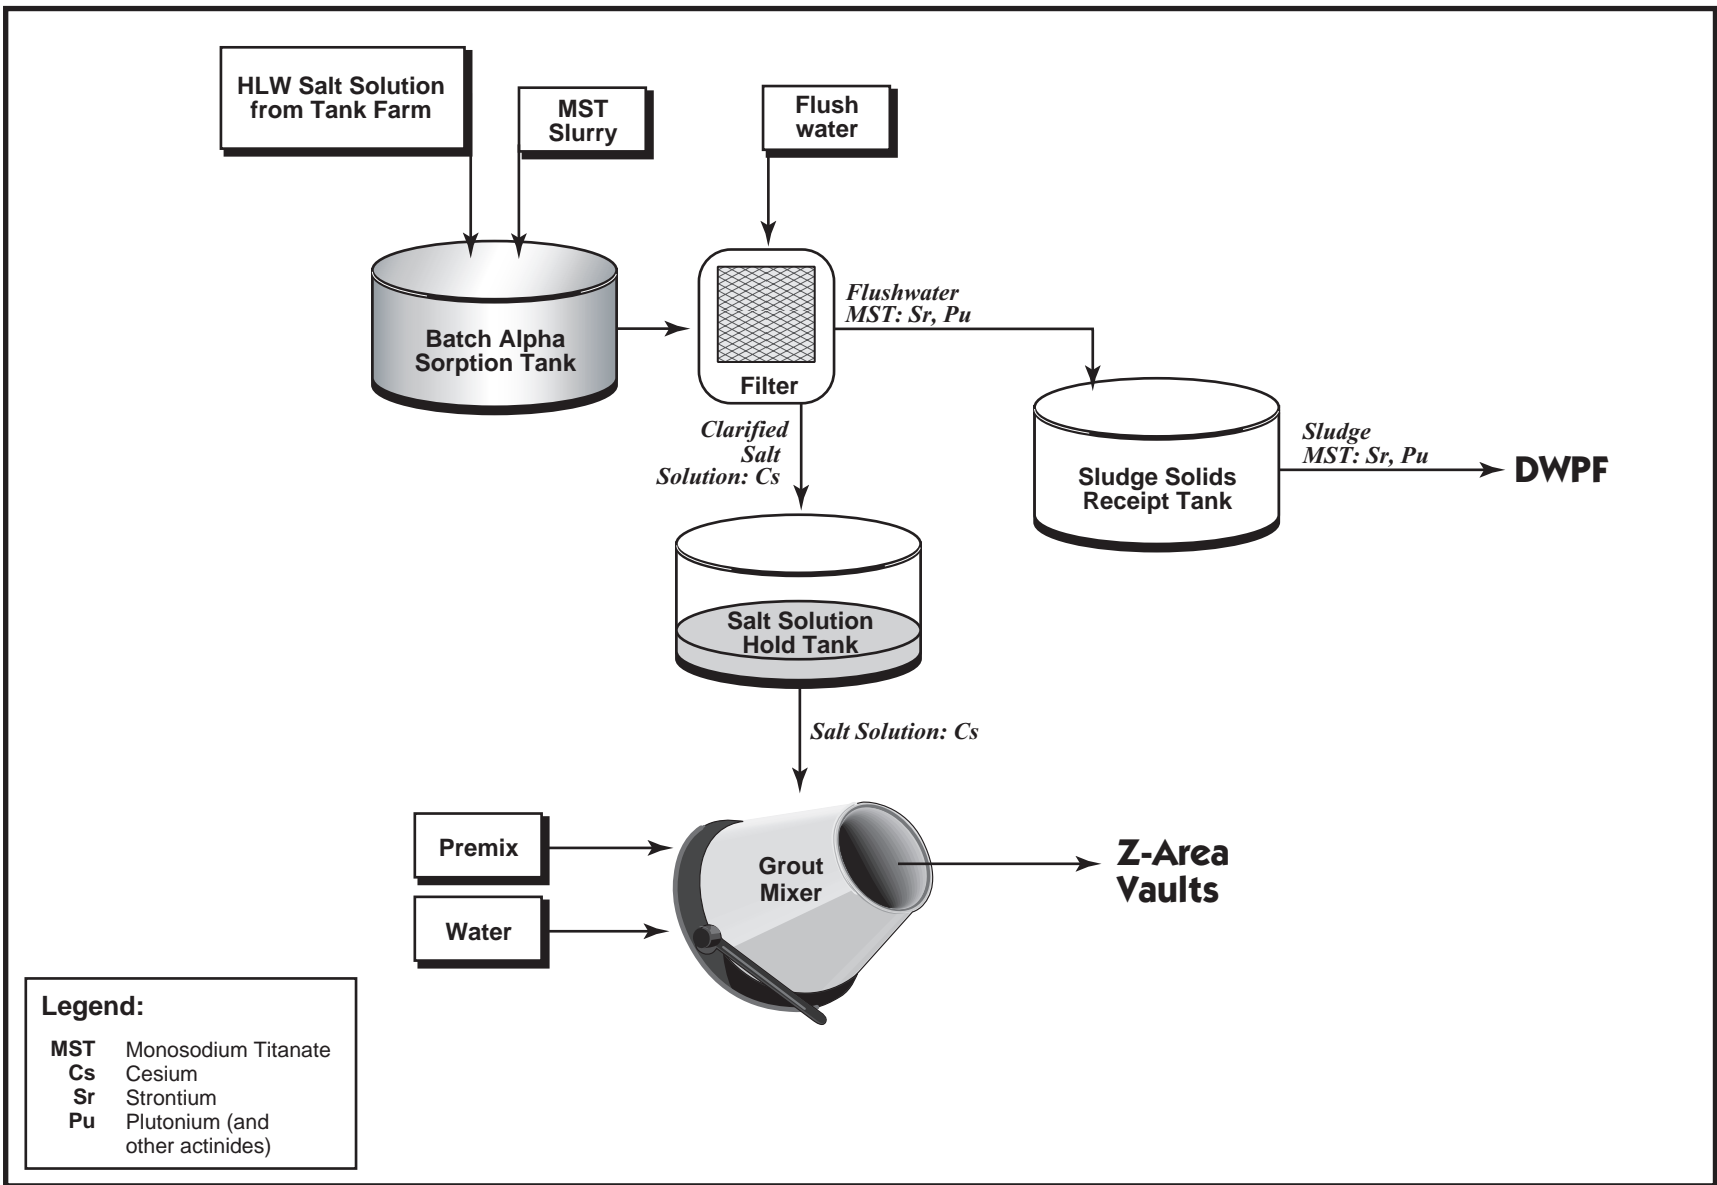 HLW Salt Solution
from Tank Farm
MST
Slurry
Flush
water
Batch Alpha
Sorption Tank
Filter
Flushwater
MST: Sr, Pu
Clarified
Salt
Solution: Cs
Sludge Solids
Receipt Tank
Sludge
MST: Sr, Pu
DWPF
Salt Solution
Hold Tank
Salt Solution: Cs
Premix
Water
Grout
Mixer
Z-Area
Vaults
Legend:
MST Monosodium Titanate
Cs Cesium
Sr Strontium
Pu Plutonium (and
other actinides)